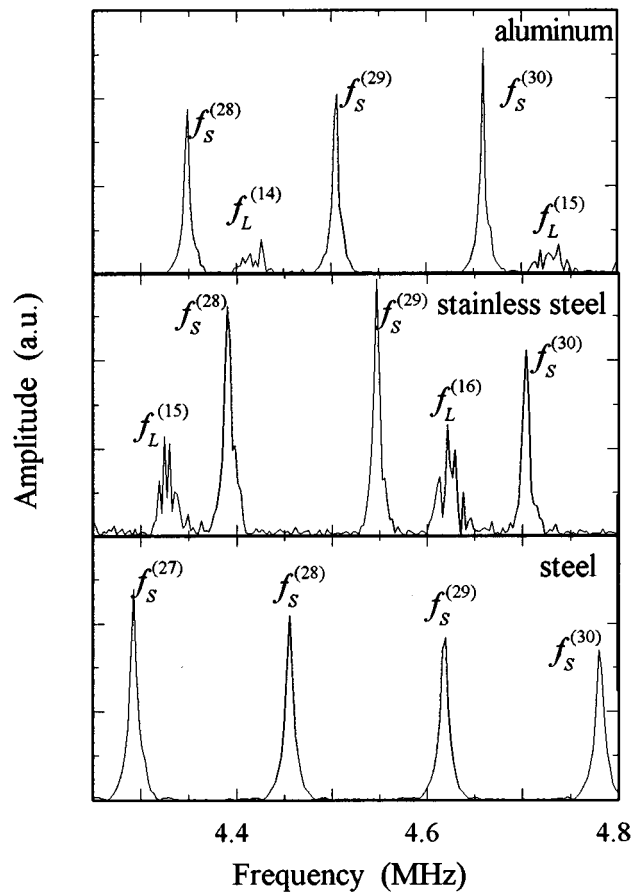 aluminum
f_S^(28)
f_S^(29)
f_S^(30)
f_L^(14)
f_L^(15)
stainless steel
f_S^(28)
f_S^(29)
f_S^(30)
f_L^(15)
f_L^(16)
steel
f_S^(27)
f_S^(28)
f_S^(29)
f_S^(30)
Amplitude (a.u.)
4.4 4.6 4.8
Frequency (MHz)